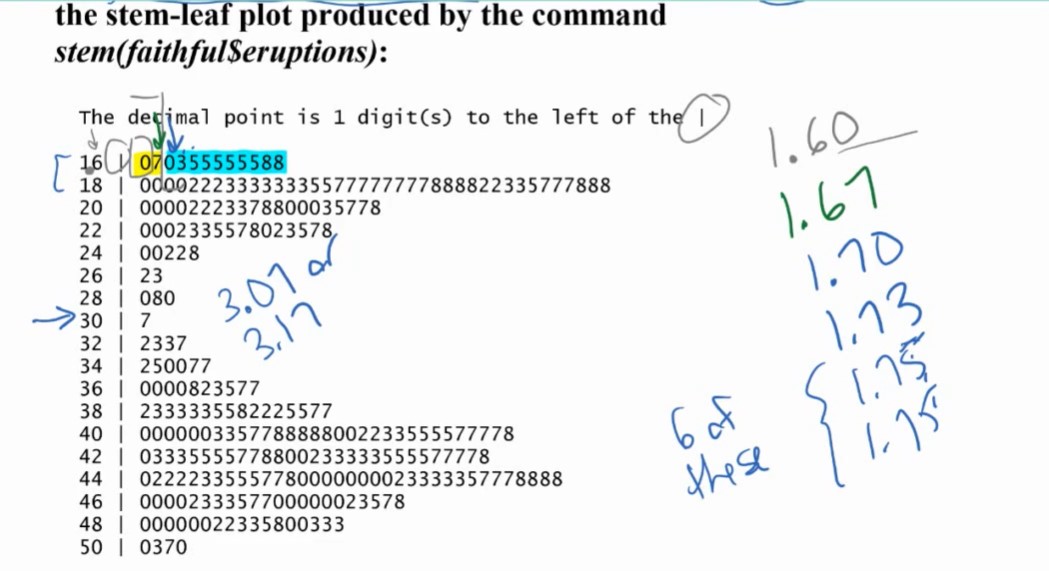 the stem-leaf plot produced by the command
stem(faithful$eruptions):
The decimal point is 1 digit(s) to the left of the |
16 | 070355555588
18 | 000022233333335577777777888822335777888
20 | 00002223378800035778
22 | 0002335578023578
24 | 00228
26 | 23
28 | 080
30 | 7
32 | 2337
34 | 250077
36 | 0000823577
38 | 2333335582225577
40 | 0000003357788888002233555577778
42 | 03335555778800233333555577778
44 | 02222335557780000000023333357778888
46 | 0000233357700000023578
48 | 00000022335800333
50 | 0370
3.07 or
3.17
1.60
1.67
1.70
1.73
1.75
1.75
6 of
these